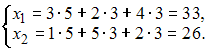 x₁ = 3 · 5 + 2 · 3 + 4 · 3 = 33,
x₂ = 1 · 5 + 5 · 3 + 2 · 3 = 26.